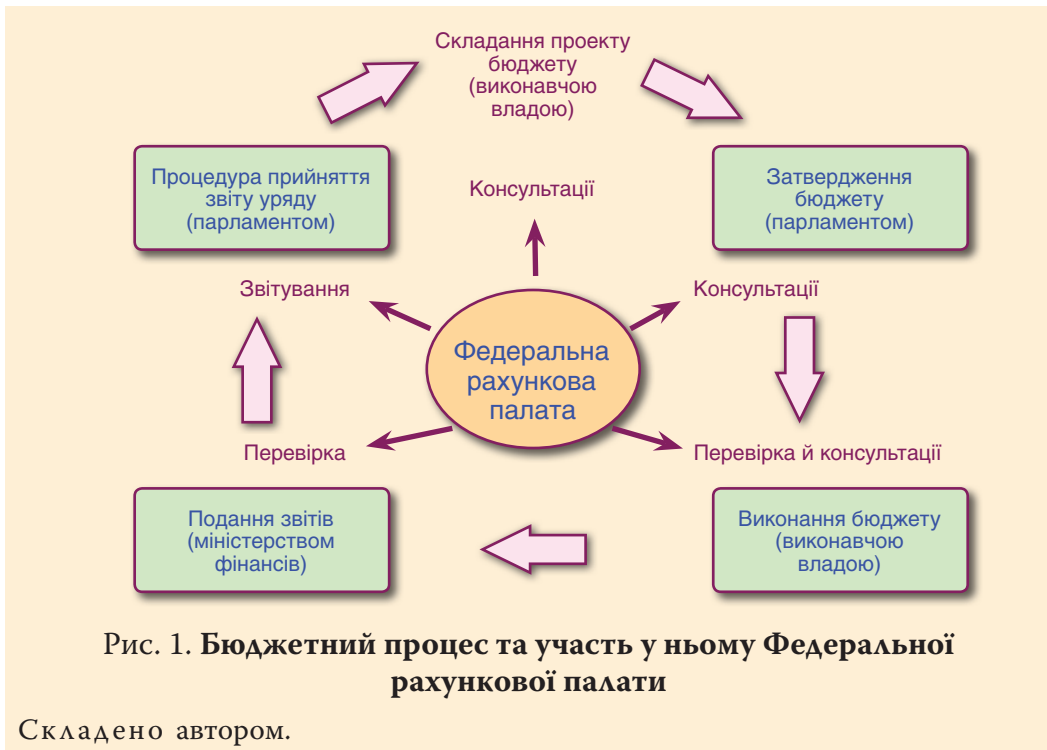 Складання проекту
бюджету
(виконавчою
владою)
Процедура прийняття
звіту уряду
(парламентом)
Консультації
Затвердження
бюджету
(парламентом)
Звітування
Консультації
Федеральна
рахункова
палата
Перевірка
Перевірка й консультації
Подання звітів
(міністерством
фінансів)
Виконання бюджету
(виконавчою
владою)
Рис. 1. Бюджетний процес та участь у ньому Федеральної
рахункової палати
Складено автором.